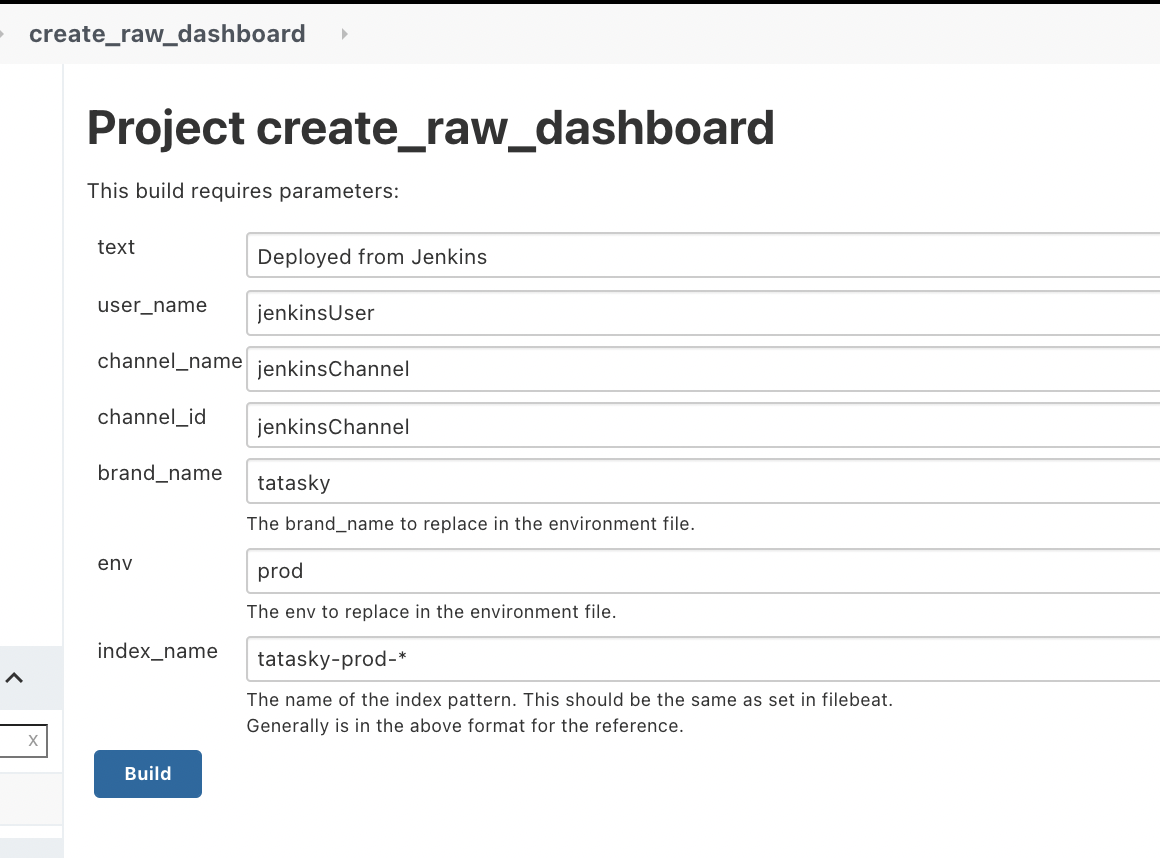 create_raw_dashboard
Project create_raw_dashboard
This build requires parameters:
text
Deployed from Jenkins
user_name
jenkinsUser
channel_name
jenkinsChannel
channel_id
jenkinsChannel
brand_name
tatasky
The brand_name to replace in the environment file.
env
prod
The env to replace in the environment file.
index_name
tatasky-prod-*
The name of the index pattern. This should be the same as set in filebeat.
Generally is in the above format for the reference.
X
Build